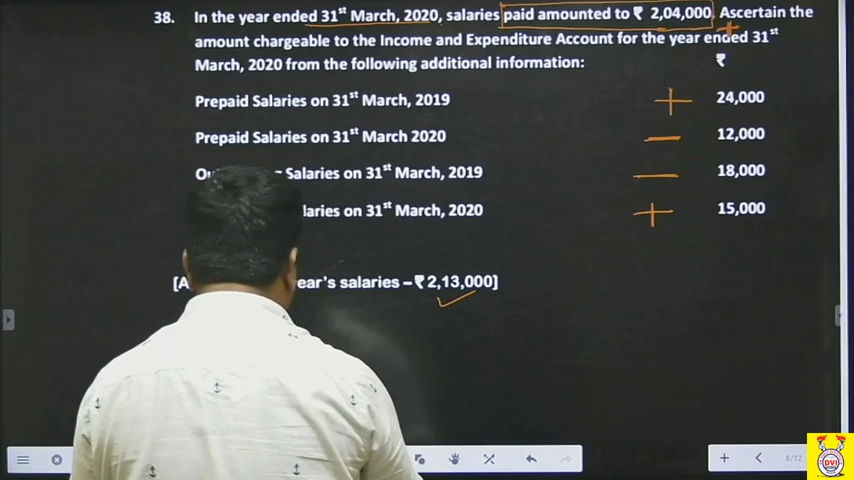 38. In the year ended 31st March, 2020, salaries paid amounted to ₹ 2,04,000. Ascertain the
amount chargeable to the Income and Expenditure Account for the year ended 31st
March, 2020 from the following additional information: ₹
Prepaid Salaries on 31st March, 2019 + 24,000
Prepaid Salaries on 31st March 2020 — 12,000
Salaries on 31st March, 2019 — 18,000
laries on 31st March, 2020 + 15,000
[A ear's salaries – ₹ 2,13,000]
6/12
DVI